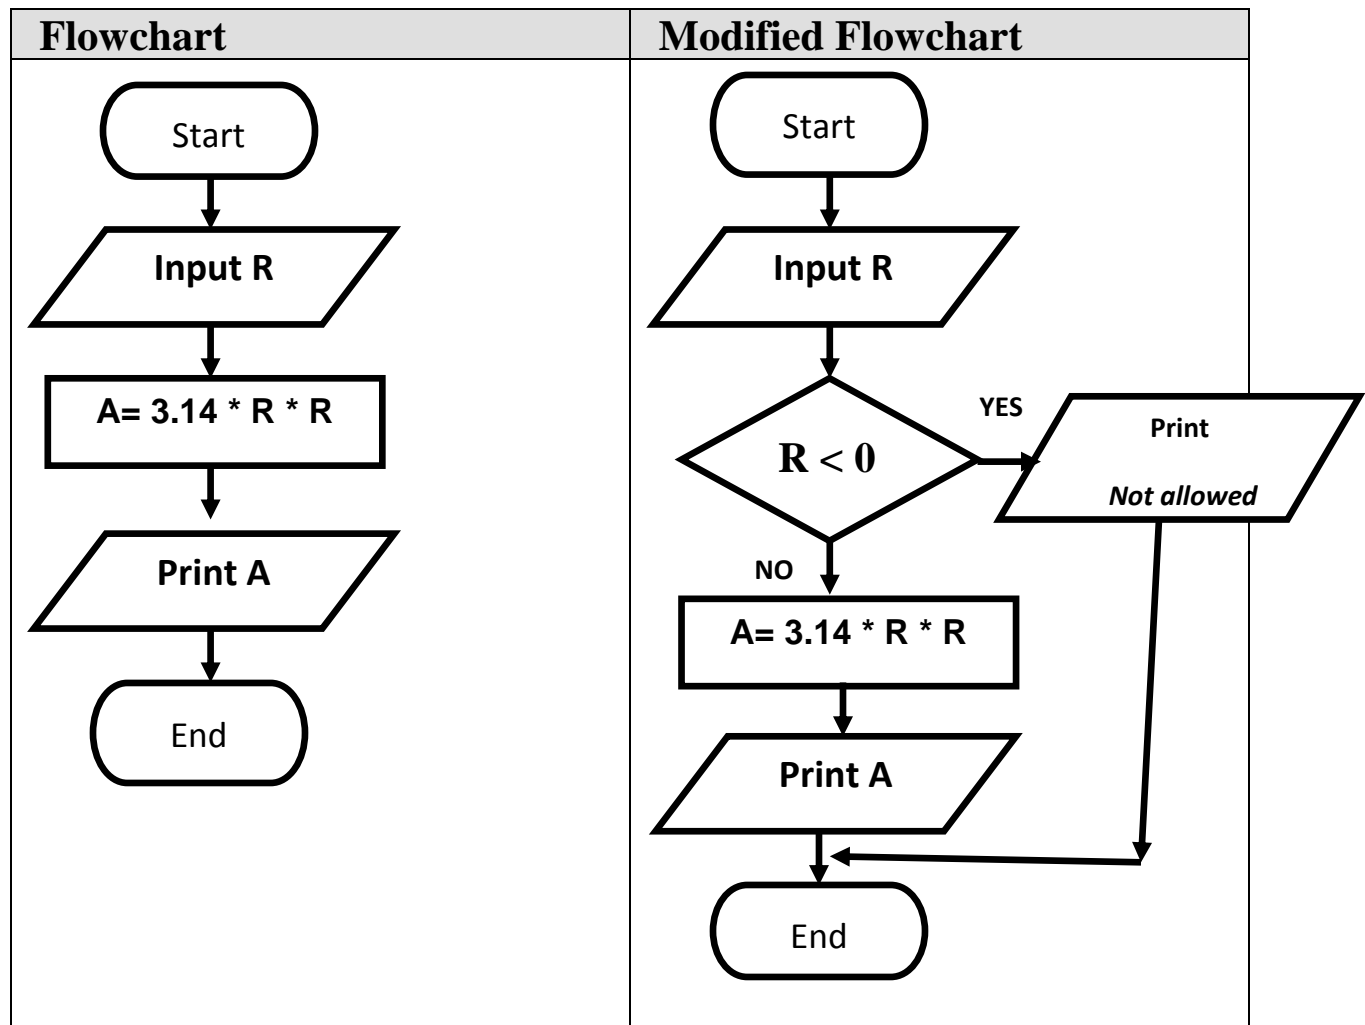 Flowchart
Start
Input R
A= 3.14 * R * R
Print A
End
Modified Flowchart
Start
Input R
R < 0
YES
Print
Not allowed
NO
A= 3.14 * R * R
Print A
End